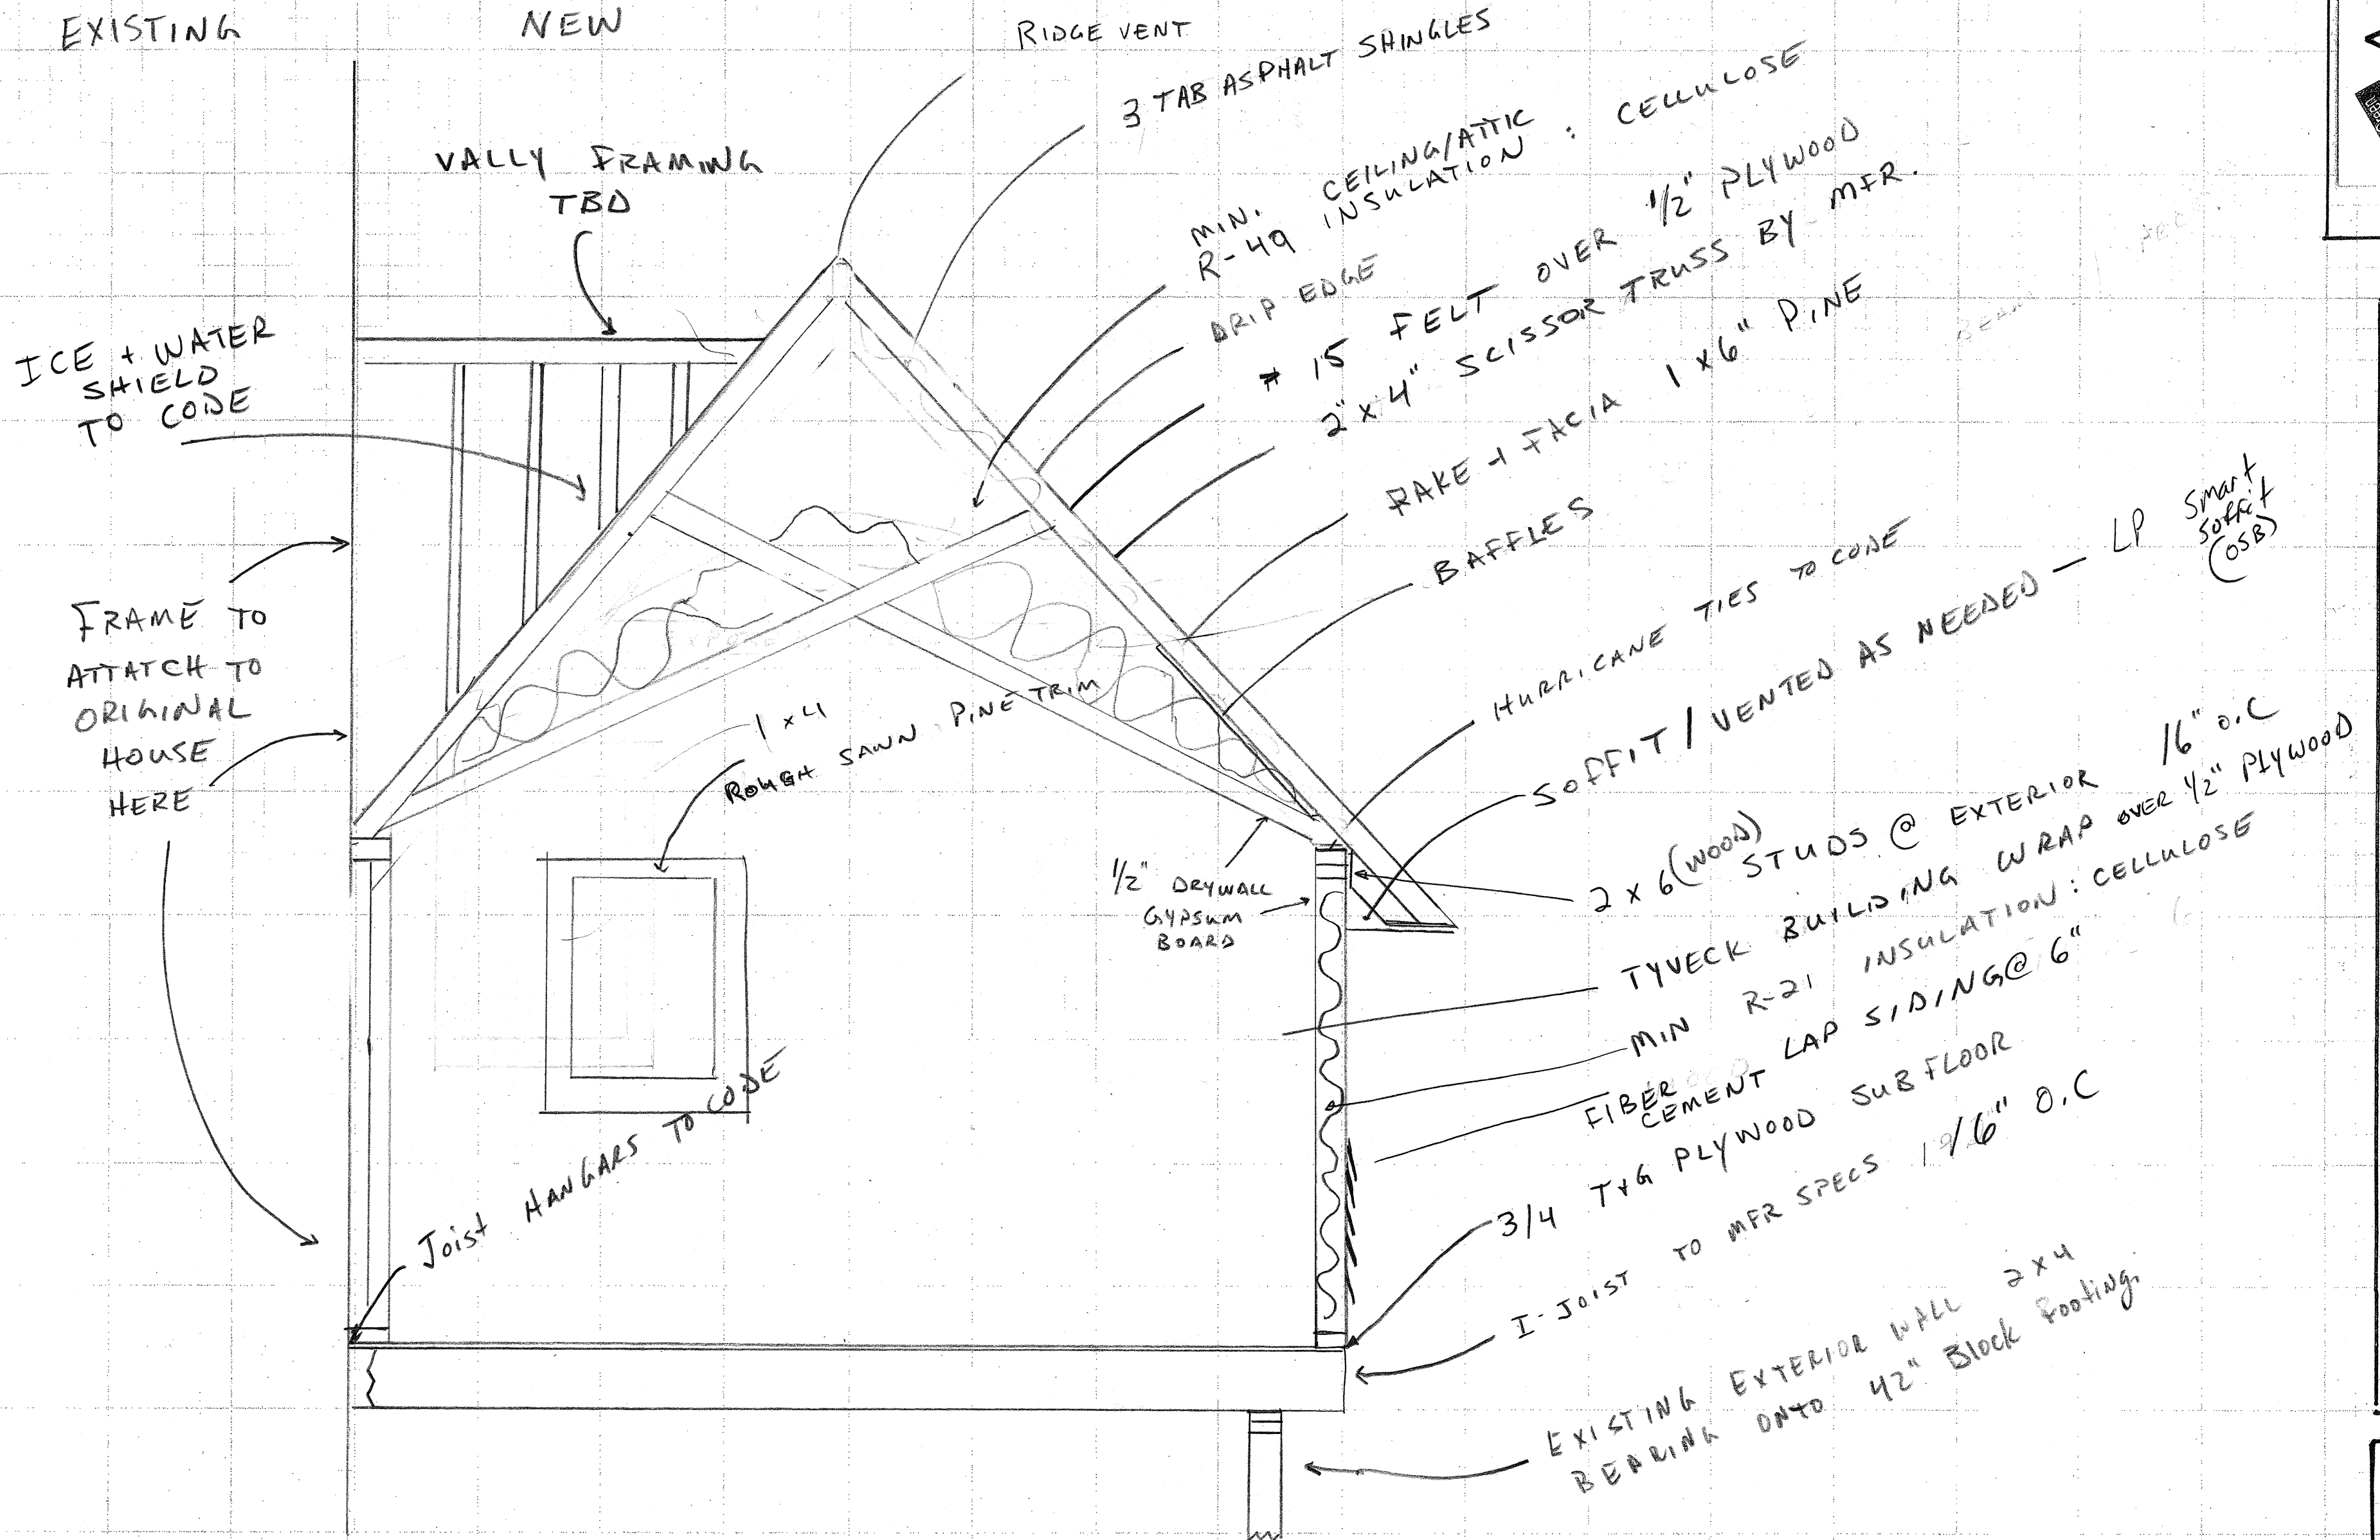 EXISTING
NEW
RIDGE VENT
3 TAB ASPHALT SHINGLES
VALLY FRAMING
TBD
MIN. CEILING/ATTIC
R-49 INSULATION : CELLULOSE
DRIP EDGE
# 15 FELT OVER 1/2" PLYWOOD
2"x4" SCISSOR TRUSS BY MFR.
RAKE + FACIA 1x6" PINE
BAFFLES
ICE + WATER
SHIELD
TO CODE
FRAME TO
ATTATCH TO
ORIGINAL
HOUSE
HERE
HURRICANE TIES TO CODE
SOFFIT / VENTED AS NEEDED — LP Smart
Soffit
(OSB)
1x4
ROUGH SAWN PINE TRIM
1/2" DRYWALL
GYPSUM
BOARD
2x6 (WOOD) STUDS @ EXTERIOR 16" O.C
TYVECK BUILDING WRAP OVER 1/2" PLYWOOD
MIN R-21 INSULATION: CELLULOSE
FIBER
CEMENT LAP SIDING @ 6"
3/4 T+G PLYWOOD SUBFLOOR
I-JOIST TO MFR SPECS 16" O.C
JOIST HANGARS TO CODE
EXISTING EXTERIOR WALL 2x4
BEARING ONTO 42" Block footing.